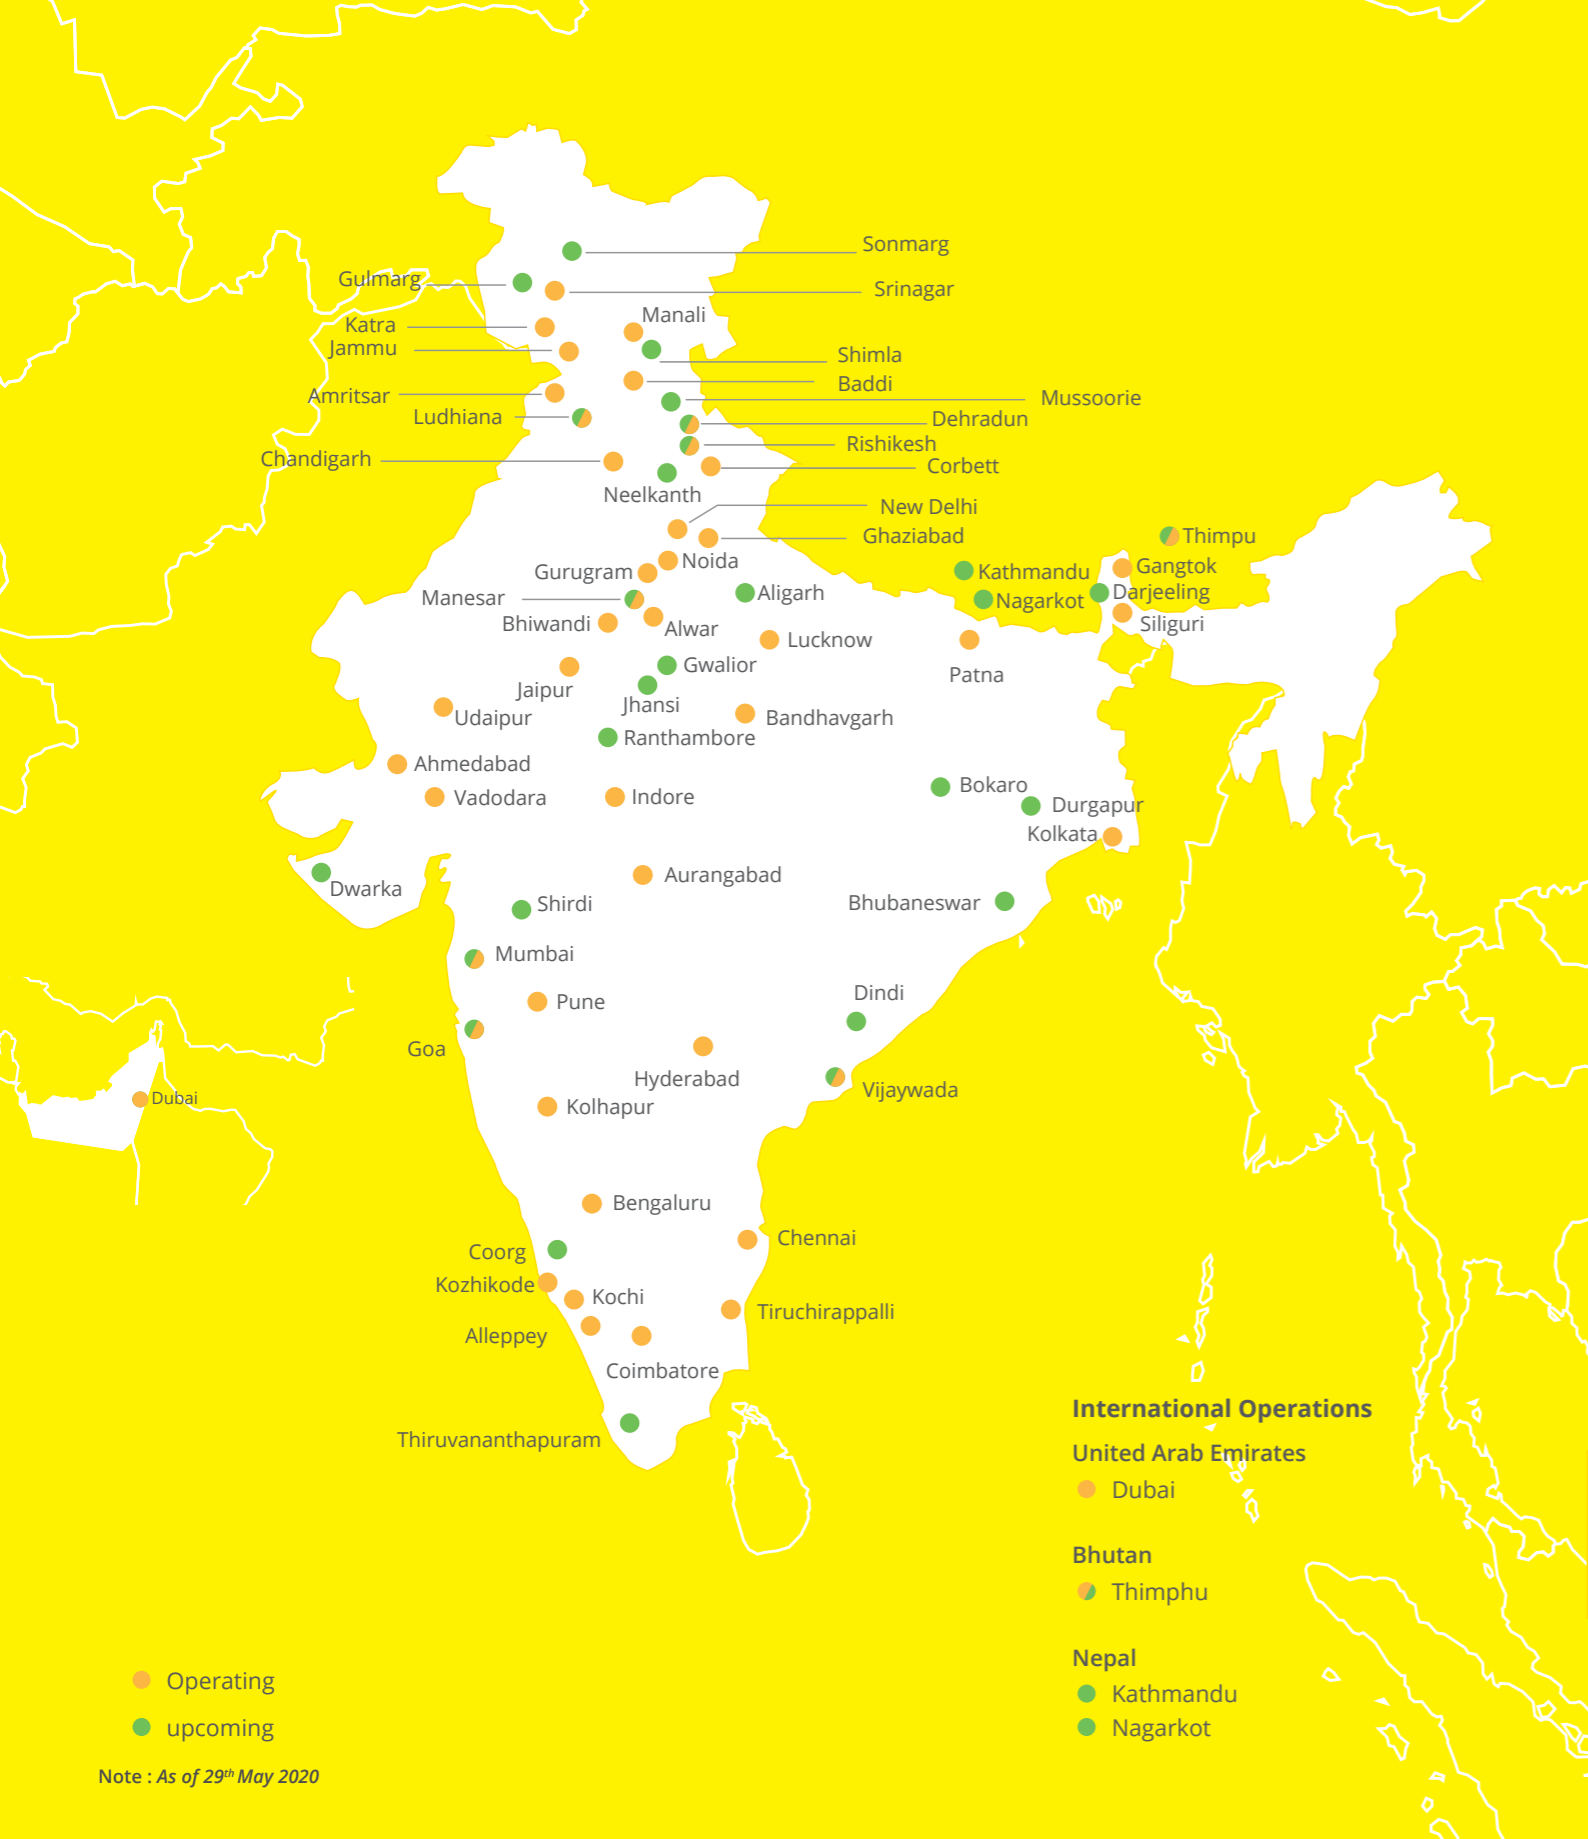 Sonmarg
Gulmarg
Srinagar
Manali
Katra
Jammu
Shimla
Baddi
Amritsar
Mussoorie
Ludhiana
Dehradun
Rishikesh
Chandigarh
Corbett
Neelkanth
New Delhi
Ghaziabad
Thimpu
Noida
Gurugram
Kathmandu
Gangtok
Manesar
Aligarh
Nagarkot
Darjeeling
Bhiwandi
Alwar
Siliguri
Lucknow
Gwalior
Patna
Jaipur
Jhansi
Udaipur
Bandhavgarh
Ranthambore
Ahmedabad
Bokaro
Vadodara
Indore
Durgapur
Kolkata
Aurangabad
Dwarka
Shirdi
Bhubaneswar
Mumbai
Dindi
Pune
Goa
Hyderabad
Vijaywada
Dubai
Kolhapur
Bengaluru
Chennai
Coorg
Kozhikode
Kochi
Tiruchirappalli
Alleppey
Coimbatore
Thiruvananthapuram
International Operations
United Arab Emirates
Dubai
Bhutan
Thimphu
Nepal
Kathmandu
Nagarkot
Operating
upcoming
Note : As of 29th May 2020